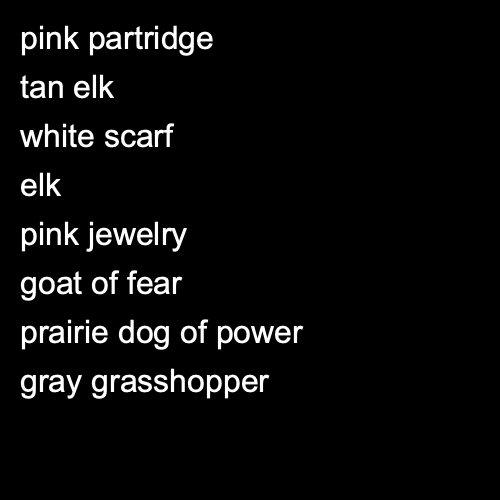 pink partridge
tan elk
white scarf
elk
pink jewelry
goat of fear
prairie dog of power
gray grasshopper